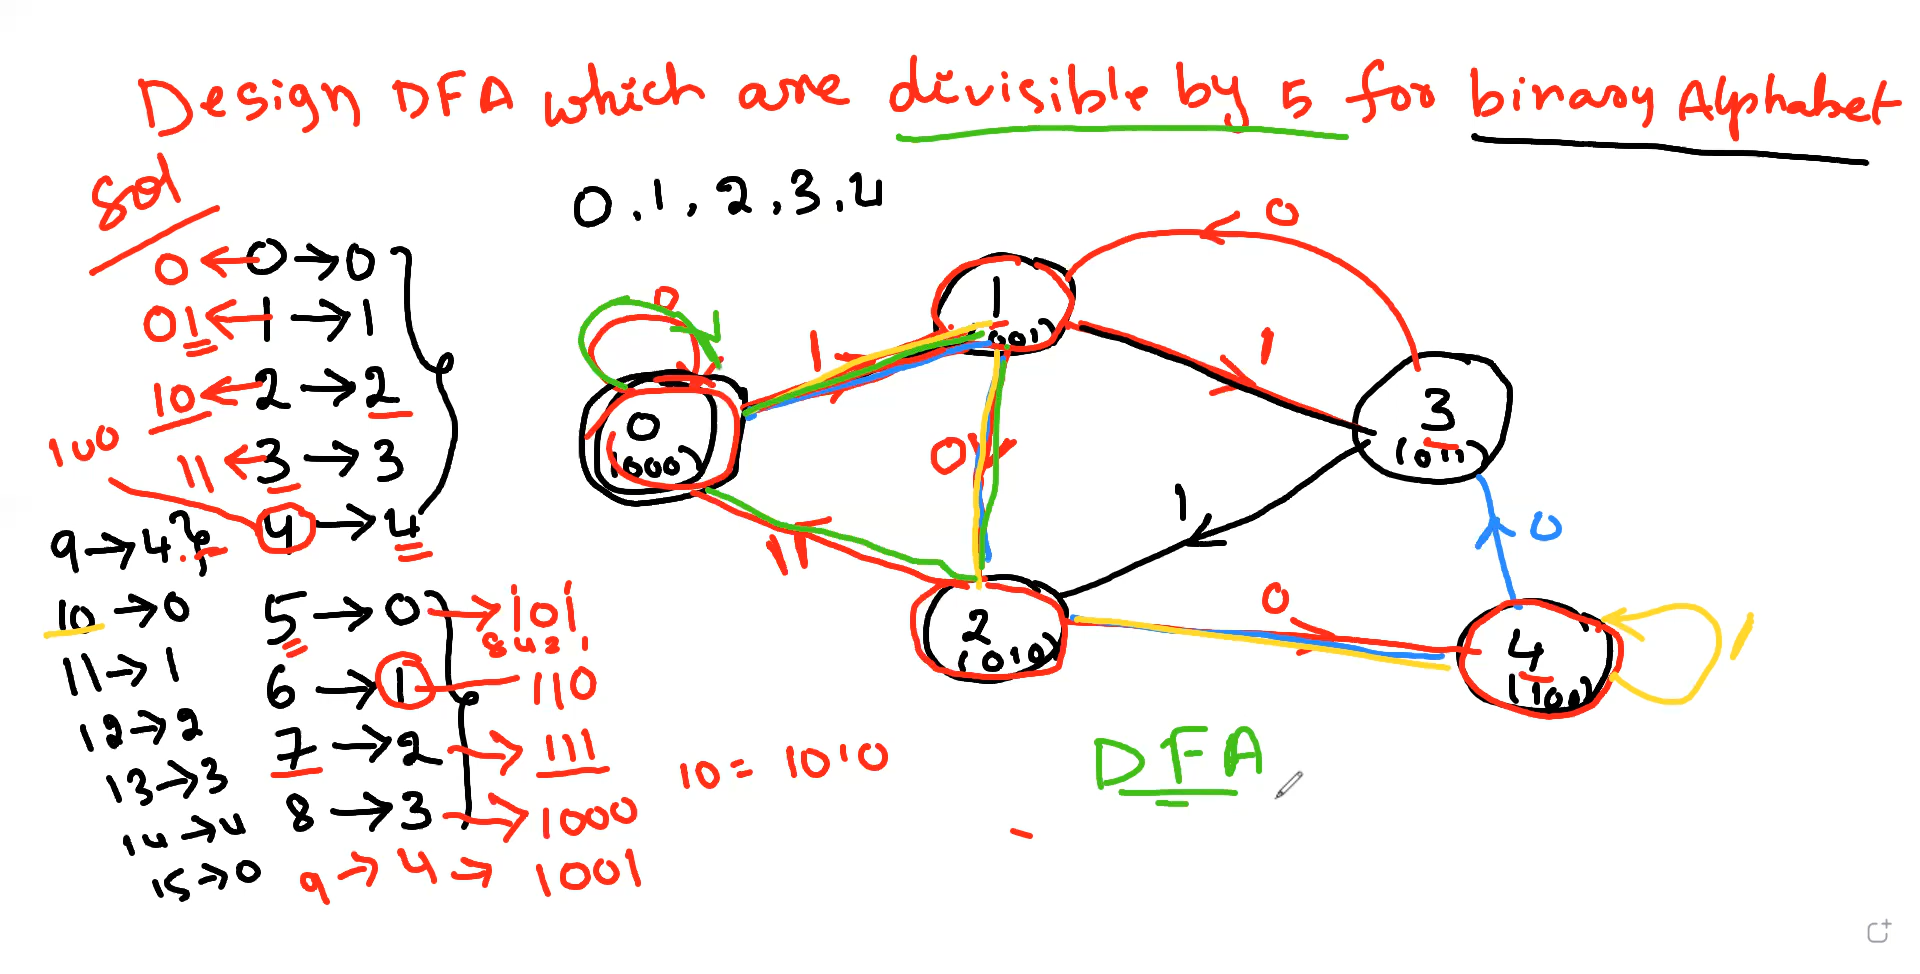 Design DFA which are divisible by 5 for binary Alphabet
sol
0, 1, 2, 3, 4
0 ← 0 → 0
01 ← 1 → 1
10 ← 2 → 2
11 ← 3 → 3
100
4 → 4
9 → 4
10 → 0
11 → 1
12 → 2
13 → 3
14 → 4
15 → 0
5 → 0 → 101
8421
6 → 1 110
7 → 2 → 111
8 → 3 → 1000
9 → 4 → 1001
10 = 1010
0
0
(000)
1
1
(001)
0
1
3
(011)
0
1
1
2
(010)
0
4
(100)
0
1
DFA